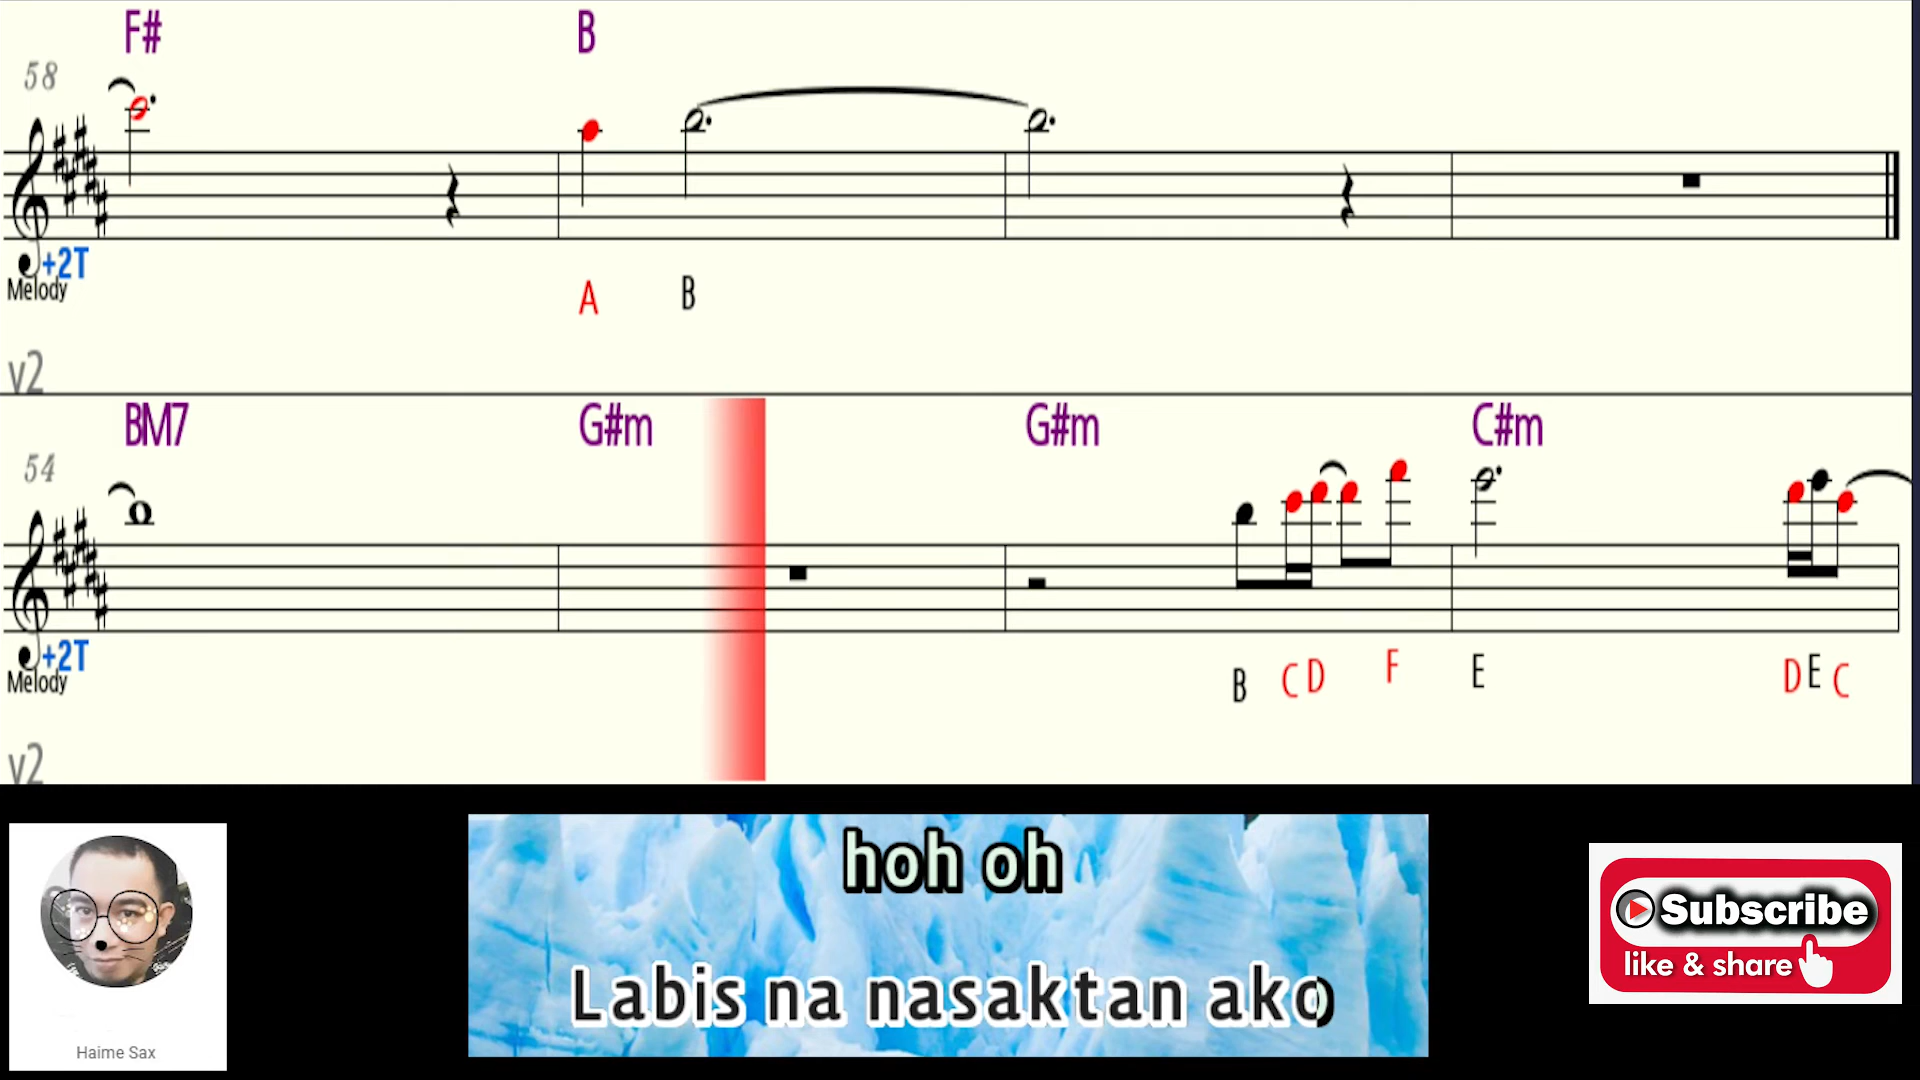 F# B
58
+2T
Melody
A B
v2
BM7 G#m G#m C#m
54
+2T
Melody
B C D F E D E C
v2
hoh oh
Labis na nasaktan ako
Haime Sax
Subscribe
like & share